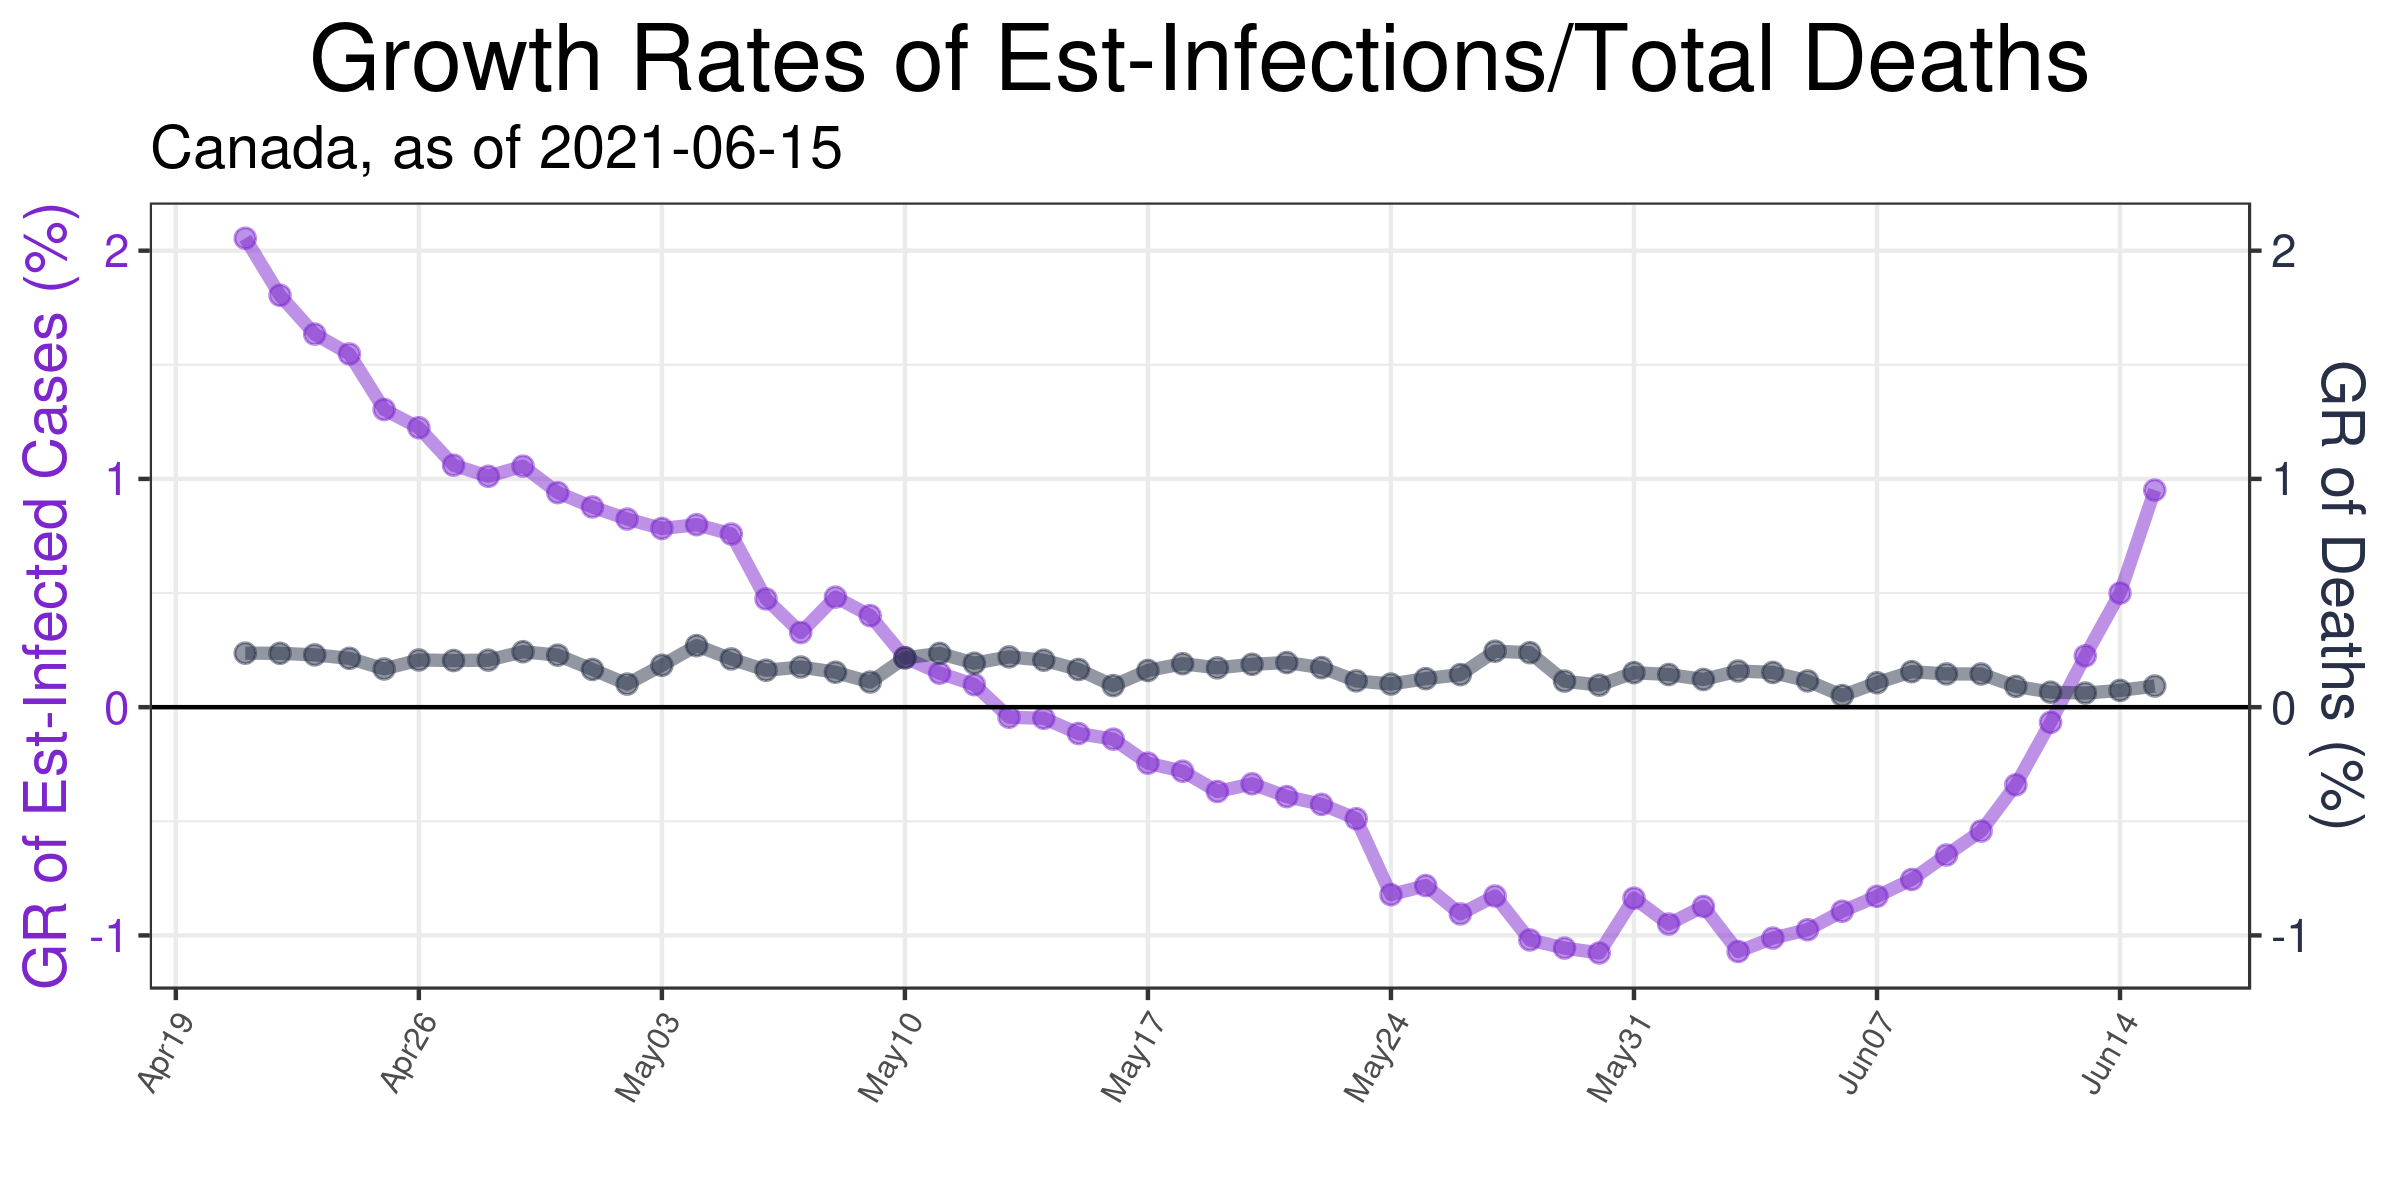 Growth Rates of Est-Infections/Total Deaths
Canada, as of 2021-06-15
GR of Est-Infected Cases (%)
2
1
0
-1
2
1
0
-1
GR of Deaths (%)
Apr19
Apr26
May03
May10
May17
May24
May31
Jun07
Jun14